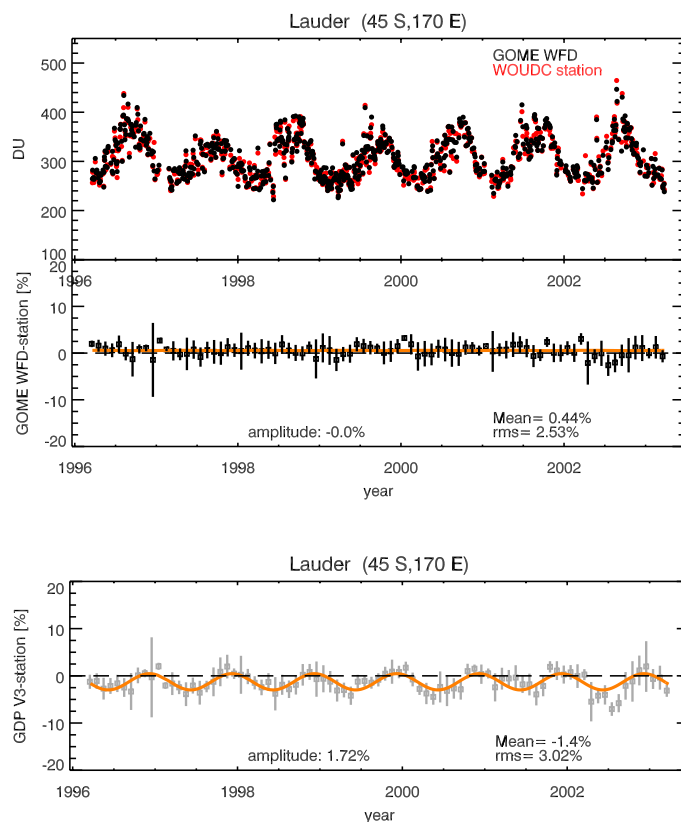 Lauder (45 S,170 E)
GOME WFD
WOUDC station
500
400
300
200
100
DU
1996
1998
2000
2002
20
10
0
-10
-20
GOME WFD-station [%]
amplitude: -0.0%
Mean= 0.44%
rms = 2.53%
1996
1998
2000
2002
year
Lauder (45 S,170 E)
20
10
0
-10
-20
GDP V3-station [%]
amplitude: 1.72%
Mean= -1.4%
rms= 3.02%
1996
1998
2000
2002
year